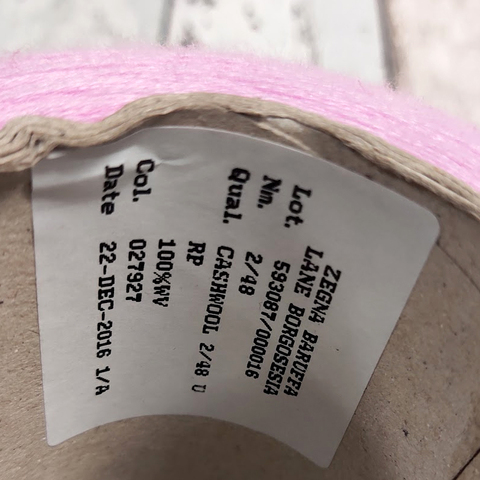 ZEGNA BARUFFA
LANE BORGOSESIA
Lot. 593087/000016
Nm. 2/48
Qual. CASHWOOL 2/48 U
RP
100%WV
Col. 027927
Date 22-DEC-2016 1/A